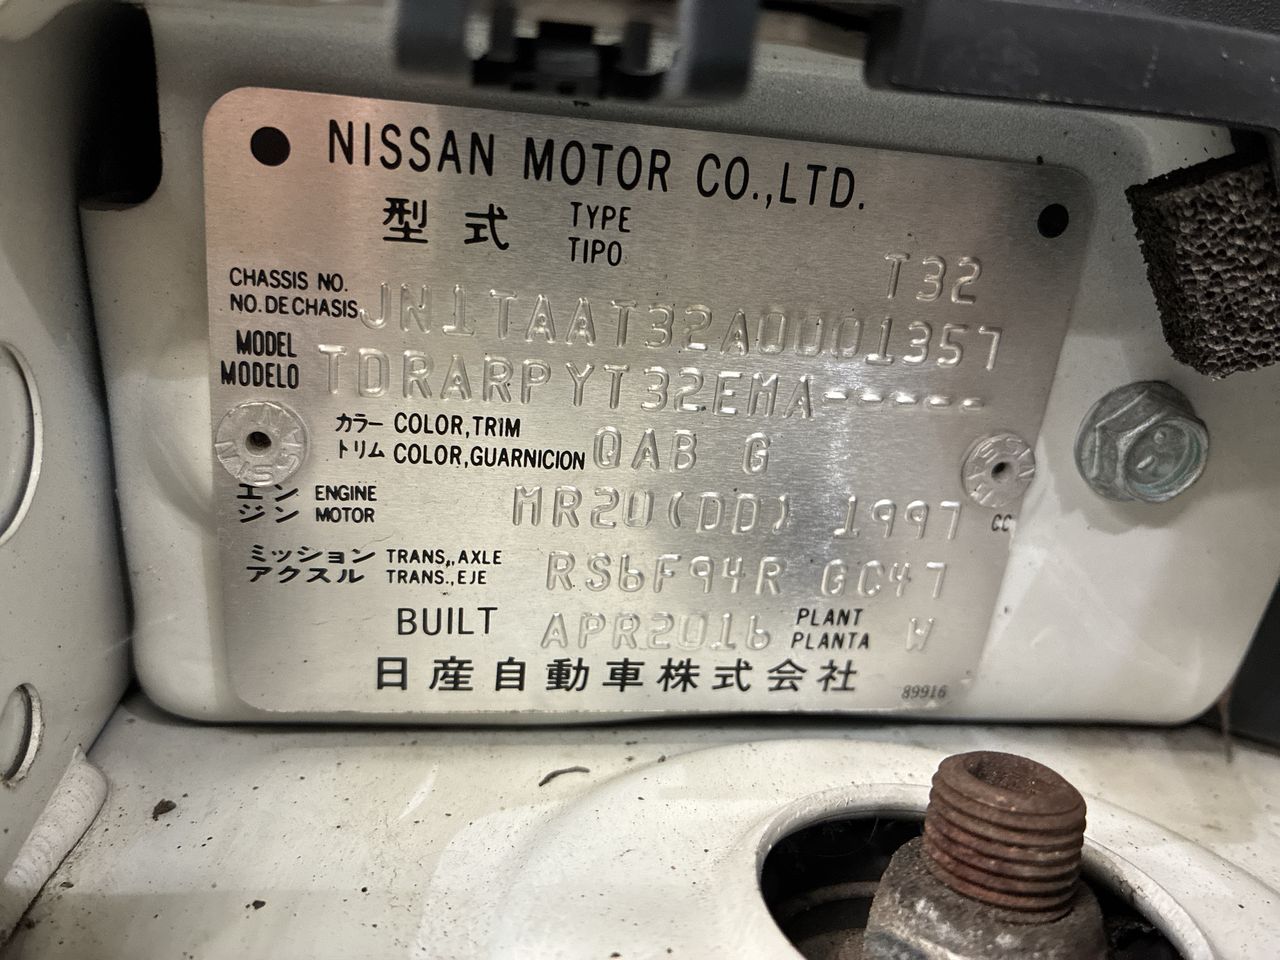 NISSAN MOTOR CO.,LTD.
型式 TYPE
TIPO
T32
CHASSIS NO.
NO.DE CHASIS JN1TAAT32A0001357
MODEL
MODELO TDRARPYT32EMA-----
カラー COLOR,TRIM
トリム COLOR,GUARNICION QAB G
エン ENGINE
ジン MOTOR MR20(DD) 1997 CC
ミッション TRANS,.AXLE
アクスル TRANS.,EJE RS6F94R GC47
BUILT APR2016 PLANT
PLANTA W
日産自動車株式会社
89916